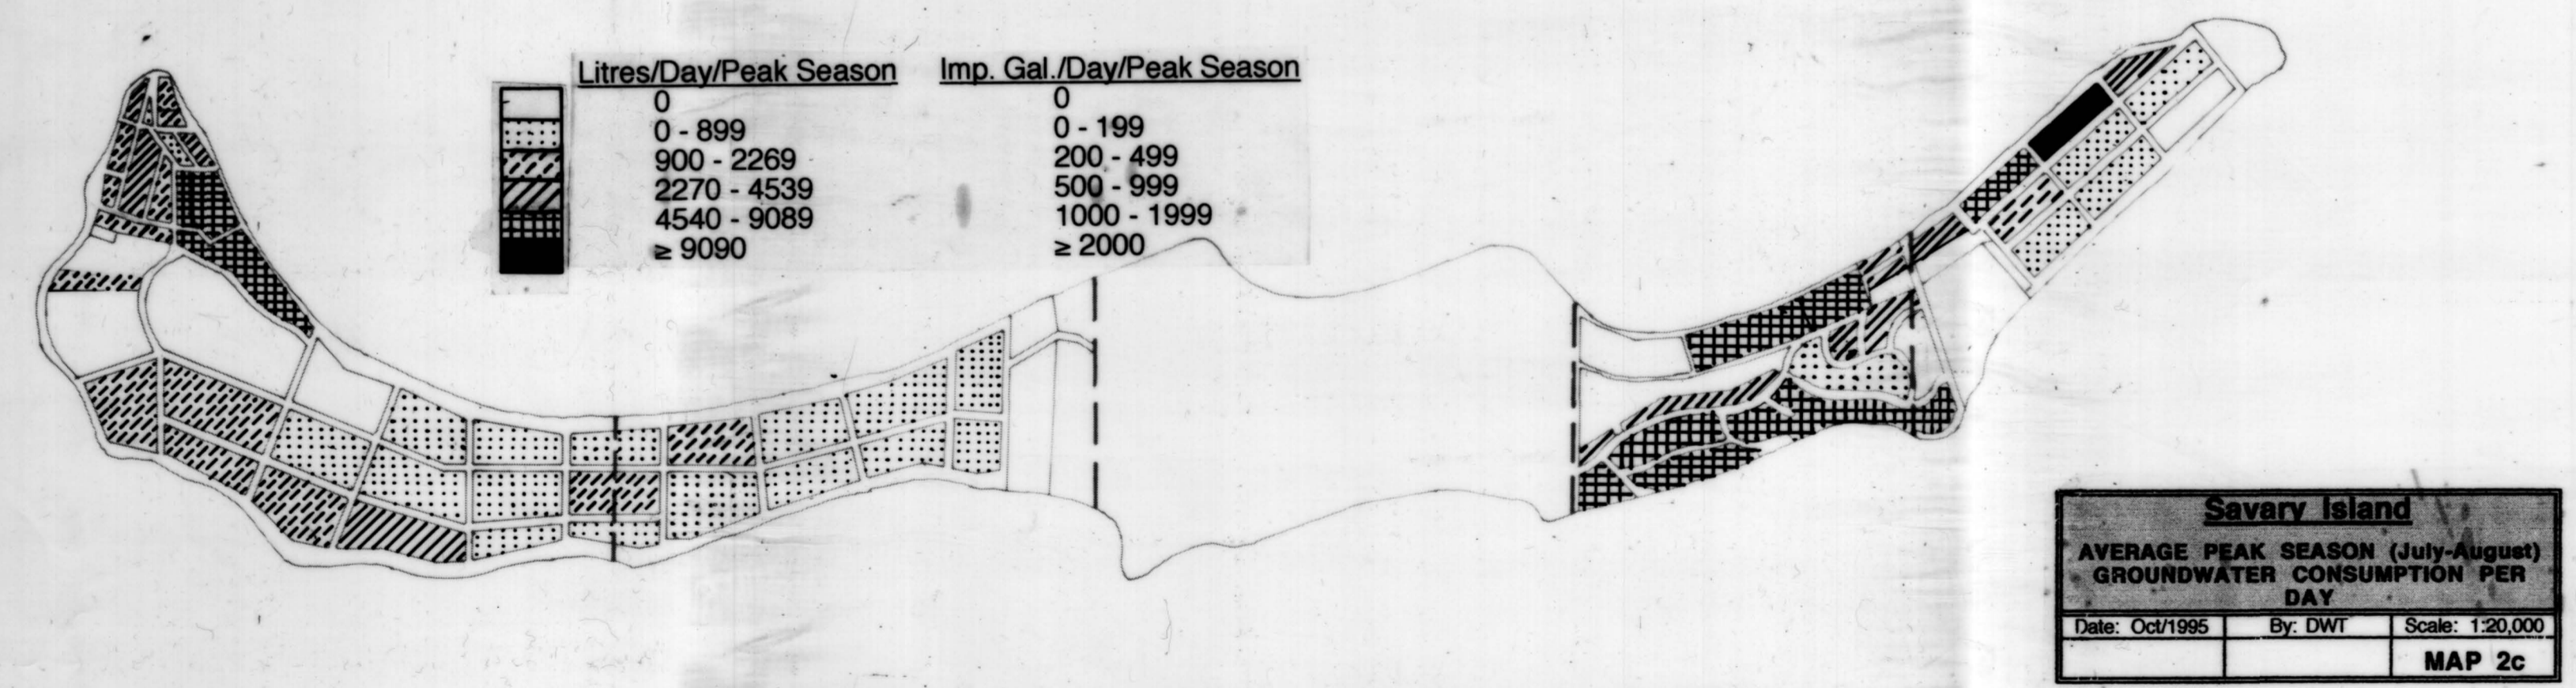 Litres/Day/Peak Season Imp. Gal./Day/Peak Season
0 0
0 - 899 0 - 199
900 - 2269 200 - 499
2270 - 4539 500 - 999
4540 - 9089 1000 - 1999
≥ 9090 ≥ 2000
Savary Island
AVERAGE PEAK SEASON (July-August)
GROUNDWATER CONSUMPTION PER
DAY
Date: Oct/1995 By: DWT Scale: 1:20,000
MAP 2c